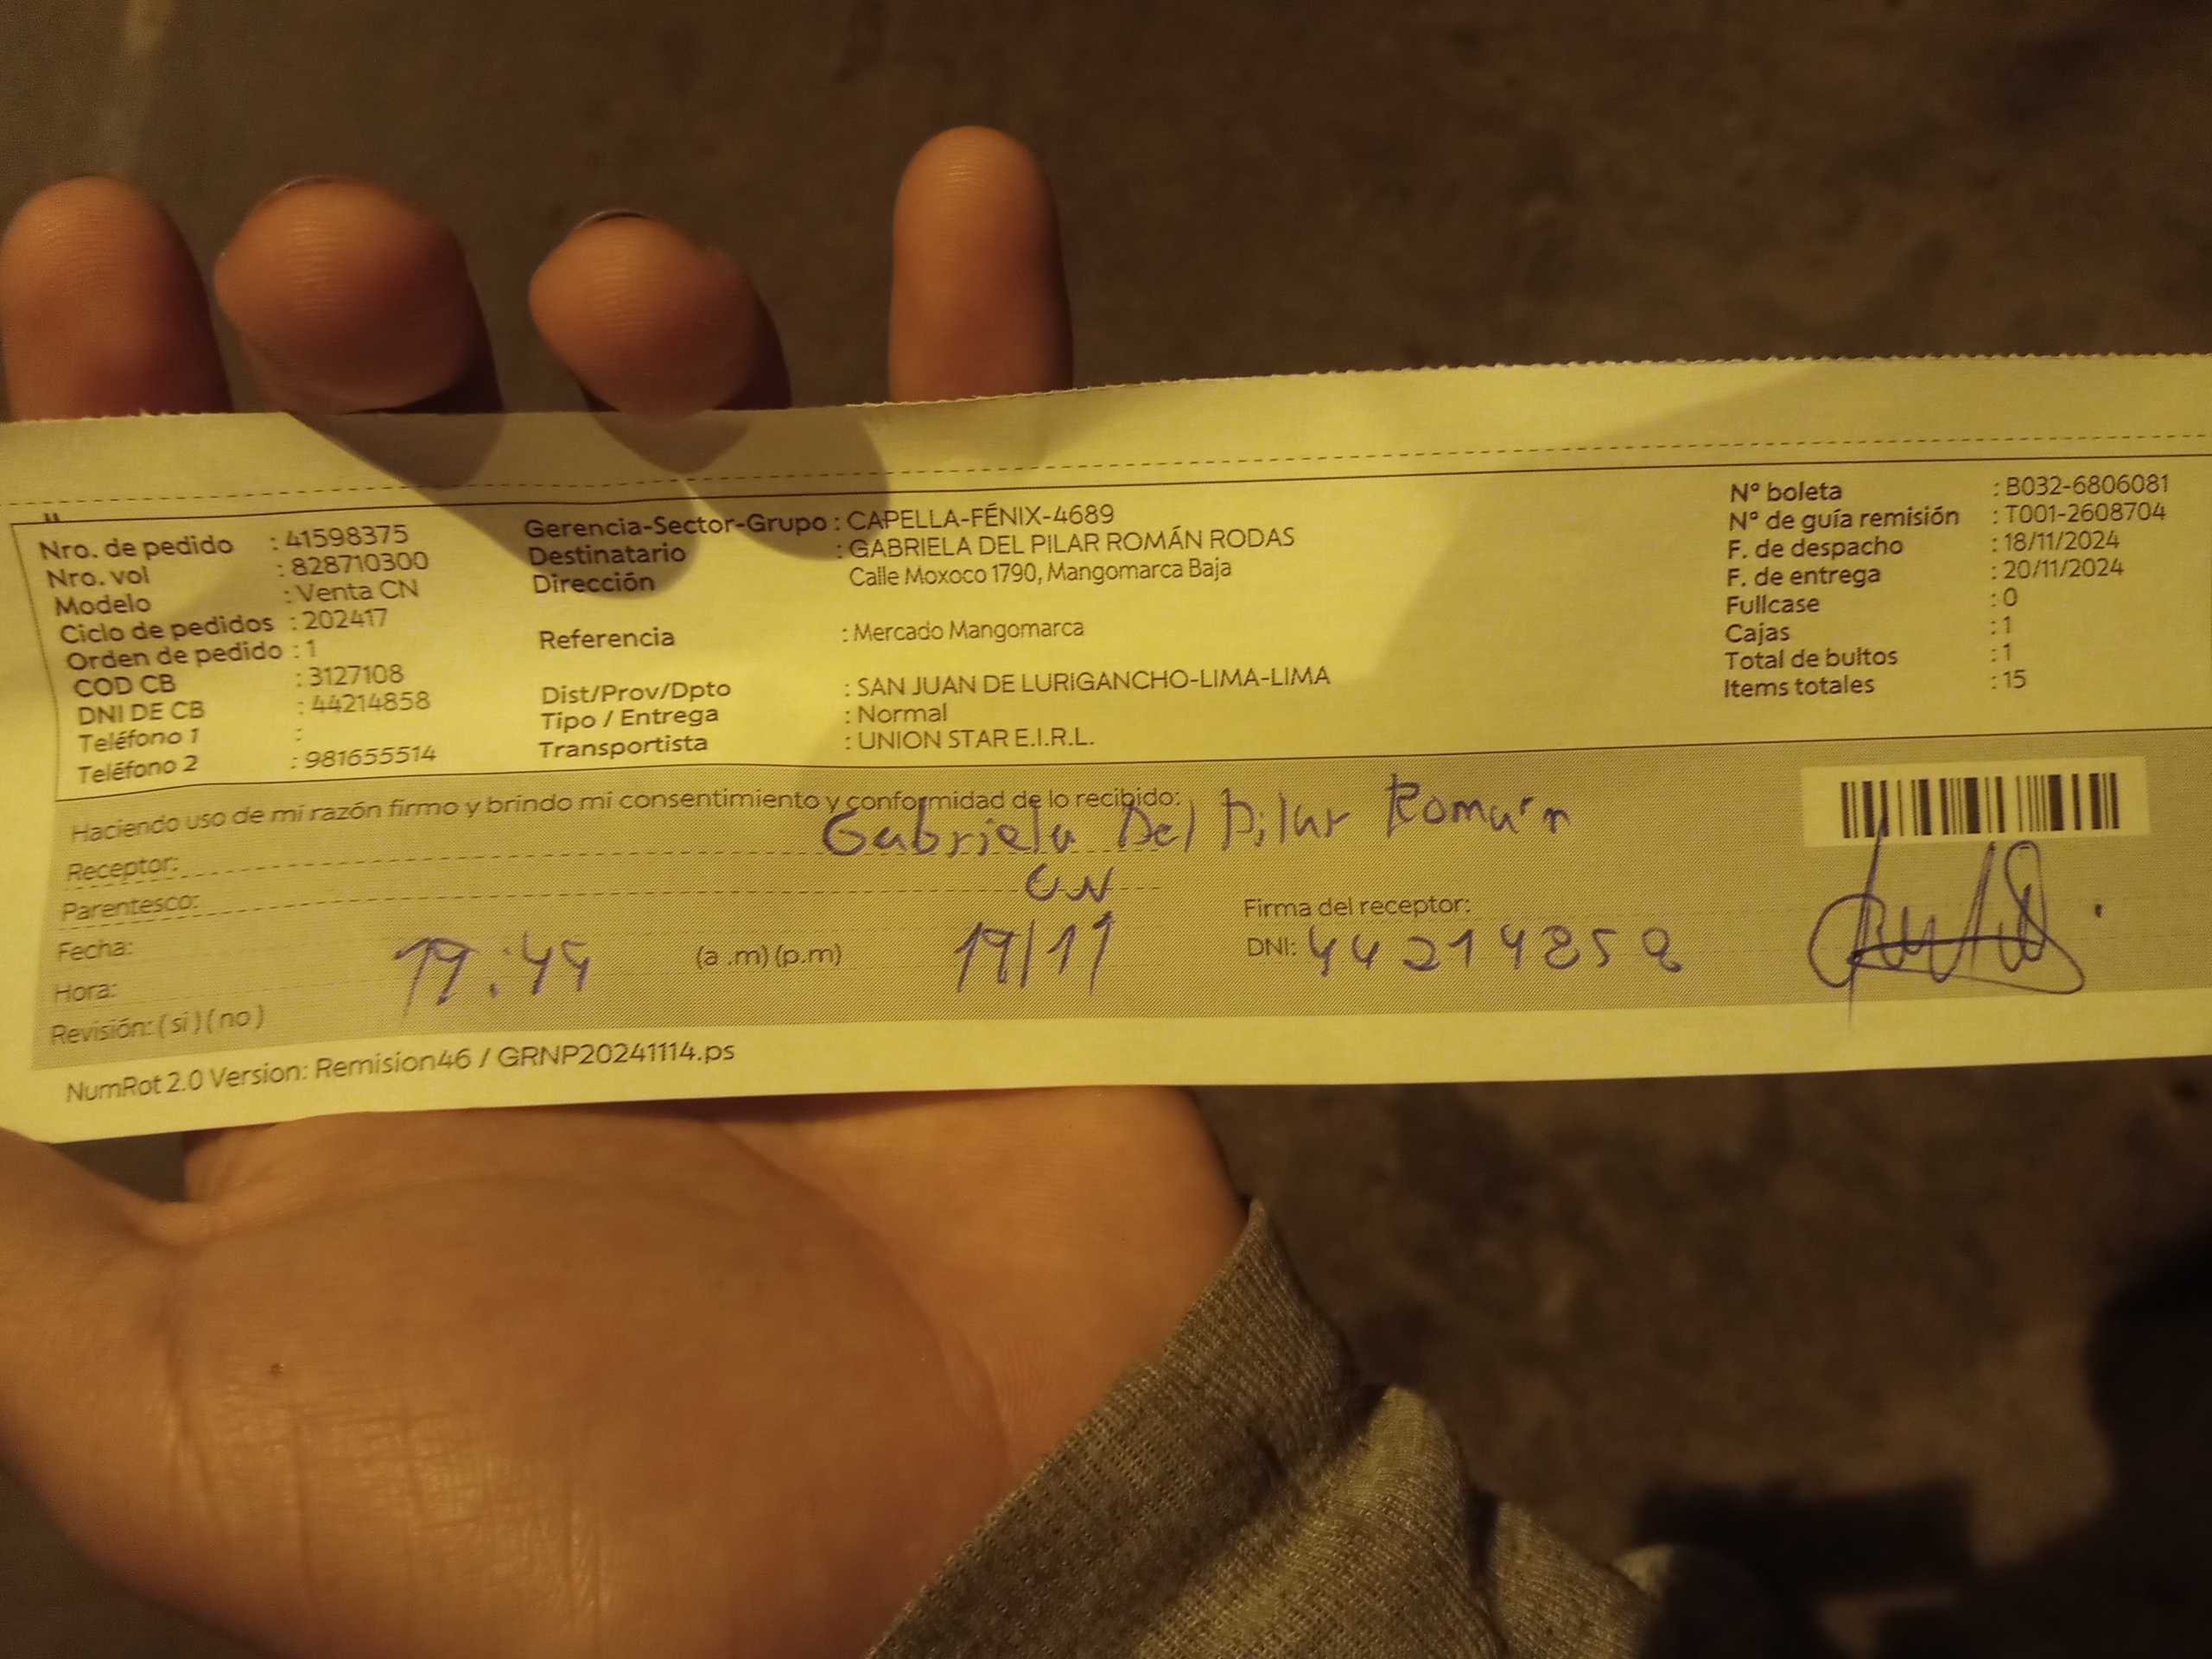 Nro. de pedido : 41598375
Nro. vol : 828710300
Modelo : Venta CN
Ciclo de pedidos : 202417
Orden de pedido : 1
COD CB : 3127108
DNI DE CB : 44214858
Teléfono 1 :
Teléfono 2 : 981655514
Gerencia-Sector-Grupo : CAPELLA-FÉNIX-4689
Destinatario : GABRIELA DEL PILAR ROMÁN RODAS
Dirección Calle Moxoco 1790, Mangomarca Baja
Referencia : Mercado Mangomarca
Dist/Prov/Dpto : SAN JUAN DE LURIGANCHO-LIMA-LIMA
Tipo / Entrega : Normal
Transportista : UNION STAR E.I.R.L.
N° boleta : B032-6806081
N° de guía remisión : T001-2608704
F. de despacho : 18/11/2024
F. de entrega : 20/11/2024
Fullcase : 0
Cajas : 1
Total de bultos : 1
Items totales : 15
Haciendo uso de mi razón firmo y brindo mi consentimiento y conformidad de lo recibido:
Receptor: Gabriela Del Pilar Román
Parentesco: CN
Firma del receptor:
Fecha: 19/11
DNI: 44214858
Hora: 19:44 (a .m) (p.m)
Revisión: ( si ) ( no )
NumRot 2.0 Version: Remision46 / GRNP20241114.ps